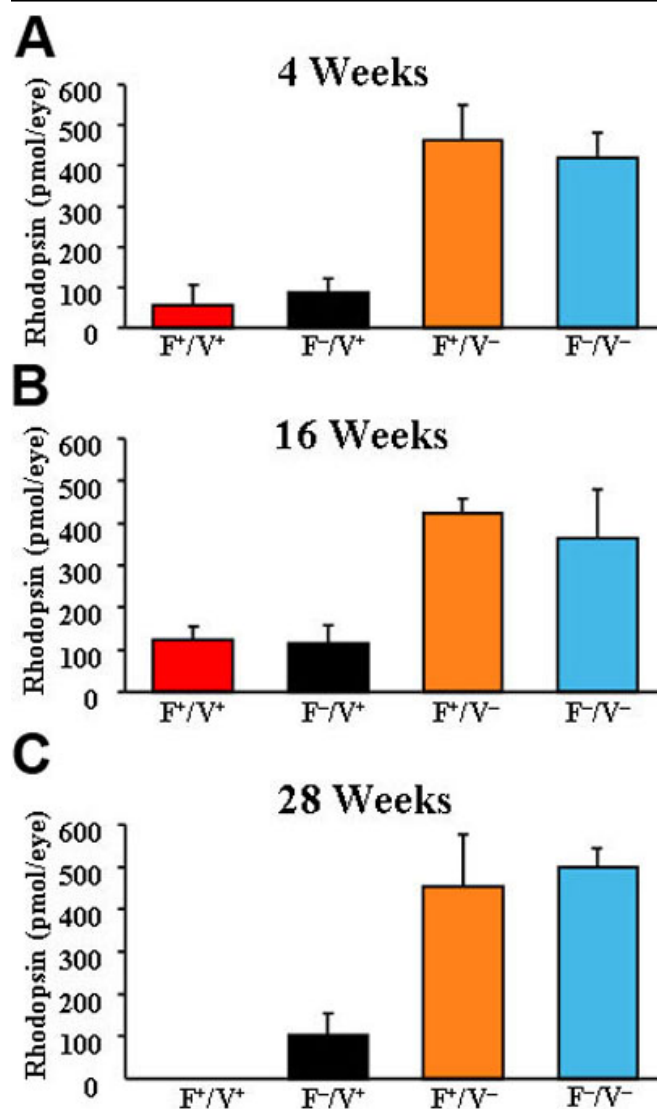 A
4 Weeks
Rhodopsin (pmol/eye)
600
500
400
300
200
100
0
F⁺/V⁺ F⁻/V⁺ F⁺/V⁻ F⁻/V⁻
B
16 Weeks
Rhodopsin (pmol/eye)
600
500
400
300
200
100
0
F⁺/V⁺ F⁻/V⁺ F⁺/V⁻ F⁻/V⁻
C
28 Weeks
Rhodopsin (pmol/eye)
600
500
400
300
200
100
0
F⁺/V⁺ F⁻/V⁺ F⁺/V⁻ F⁻/V⁻